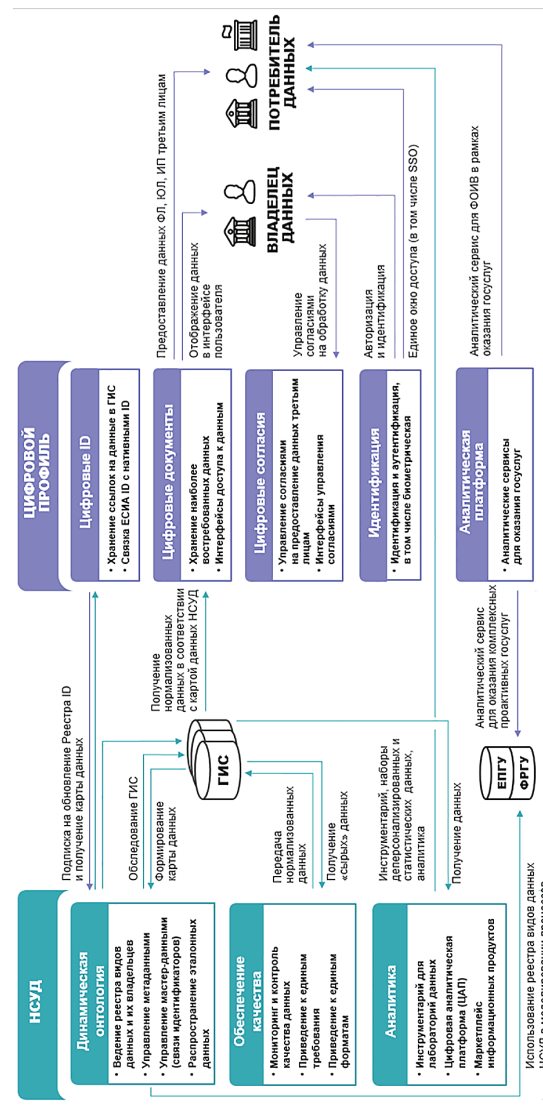 НСУД
Динамическая
онтология
• Ведение реестра видов
данных и их владельцев
• Управление метаданными
• Управление мастер-данными
(связи идентификаторов)
• Распространение эталонных
данных
Обеспечение
качества
• Мониторинг и контроль
качества данных
• Приведение к единым
требования
• Приведение к единым
форматам
Аналитика
• Инструментарий для
лабораторий данных
• Цифровая аналитическая
платформа (ЦАП)
• Маркетплейс
информационных продуктов
Подписка на обновление Реестра ID
и получение карты данных
Обследование ГИС
Формирование
карты данных
Получение
нормализованных
данных в соответствии
с картой данных НСУД
ГИС
Передача
нормализованных
данных
Получение
«сырых» данных
Инструментарий, наборы
деперсонализированных и
статистических данных,
аналитика
Получение данных
Аналитический сервис
для оказания комплексных
проактивных госуслуг
ЕПГУ
ФРГУ
Использование реестра видов данных
ЦИФРОВОЙ
ПРОФИЛЬ
Цифровые ID
• Хранение ссылок на данные в ГИС
• Связка ЕСИА ID с нативными ID
Цифровые документы
• Хранение наиболее
востребованных данных
• Интерфейсы доступа к данным
Цифровые согласия
• Управление согласиями
на предоставление данных третьим
лицам
• Интерфейсы управления
согласиями
Идентификация
• Идентификация и аутентификация,
в том числе биометрическая
Аналитическая
платформа
• Аналитические сервисы
для оказания госуслуг
Предоставление данных ФЛ, ЮЛ, ИП третьим лицам
Отображение данных
в интерфейсе
пользователя
Управление
согласиями
на обработку данных
Авторизация
и идентификация
Единое окно доступа (в том числе SSO)
Аналитический сервис для ФОИВ в рамках
оказания госуслуг
ВЛАДЕЛЕЦ
ДАННЫХ
ПОТРЕБИТЕЛЬ
ДАННЫХ